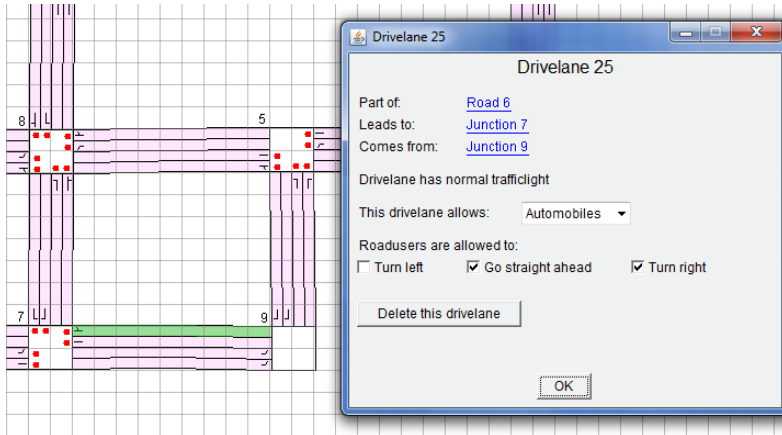 Drivelane 25
Drivelane 25
Part of: Road 6
Leads to: Junction 7
Comes from: Junction 9
Drivelane has normal trafficlight
This drivelane allows: Automobiles
Roadusers are allowed to:
Turn left Go straight ahead Turn right
Delete this drivelane
OK
8 5
7 9